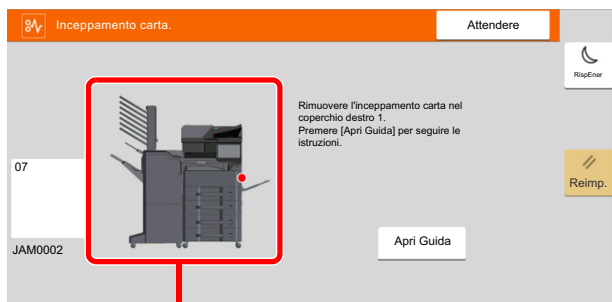 Inceppamento carta.
Attendere
RispEner
Rimuovere l'inceppamento carta nel
coperchio destro 1.
Premere [Apri Guida] per seguire le
istruzioni.
07
Reimp.
JAM0002
Apri Guida